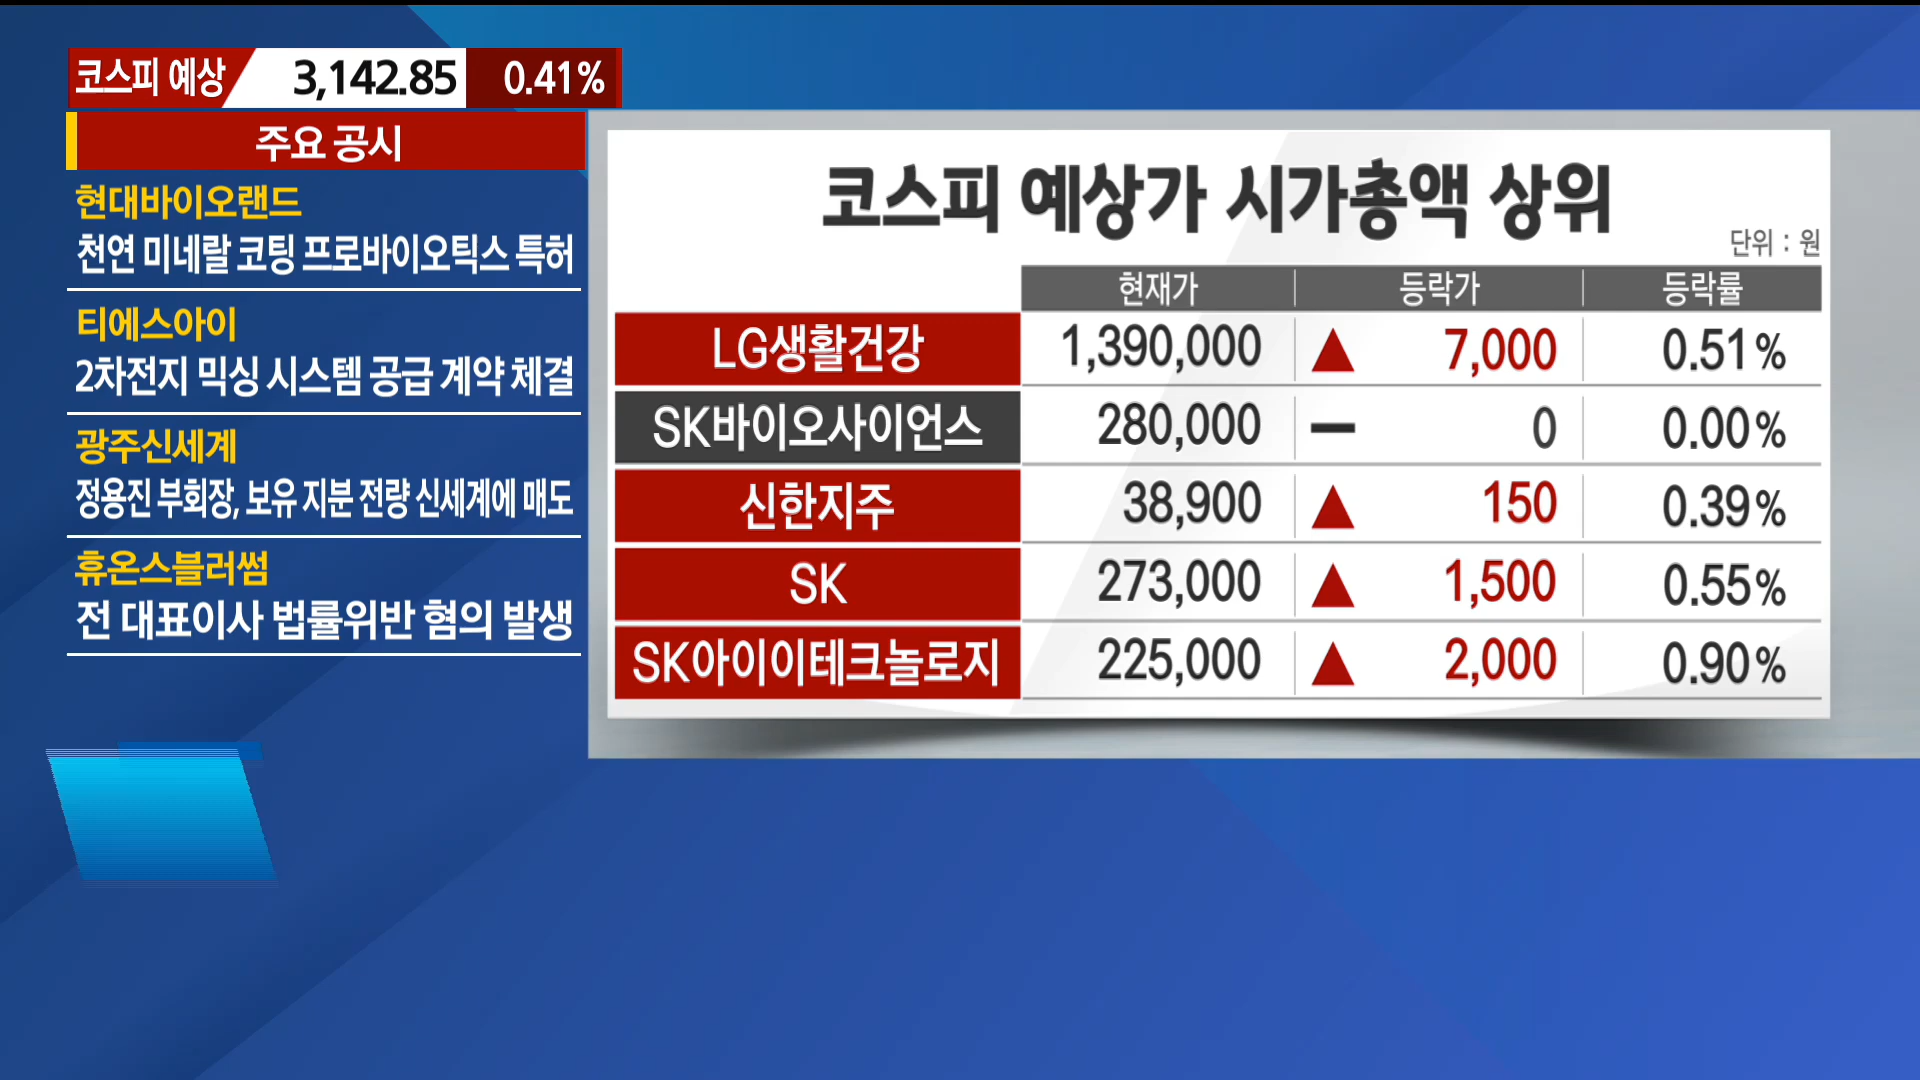 코스피 예상 3,142.85 0.41%
주요 공시
현대바이오랜드
천연 미네랄 코팅 프로바이오틱스 특허
티에스아이
2차전지 믹싱 시스템 공급 계약 체결
광주신세계
정용진 부회장, 보유 지분 전량 신세계에 매도
휴온스블러썸
전 대표이사 법률위반 혐의 발생
코스피 예상가 시가총액 상위
단위 : 원
현재가 등락가 등락률
LG생활건강 1,390,000 ▲ 7,000 0.51%
SK바이오사이언스 280,000 – 0 0.00%
신한지주 38,900 ▲ 150 0.39%
SK 273,000 ▲ 1,500 0.55%
SK아이이테크놀로지 225,000 ▲ 2,000 0.90%